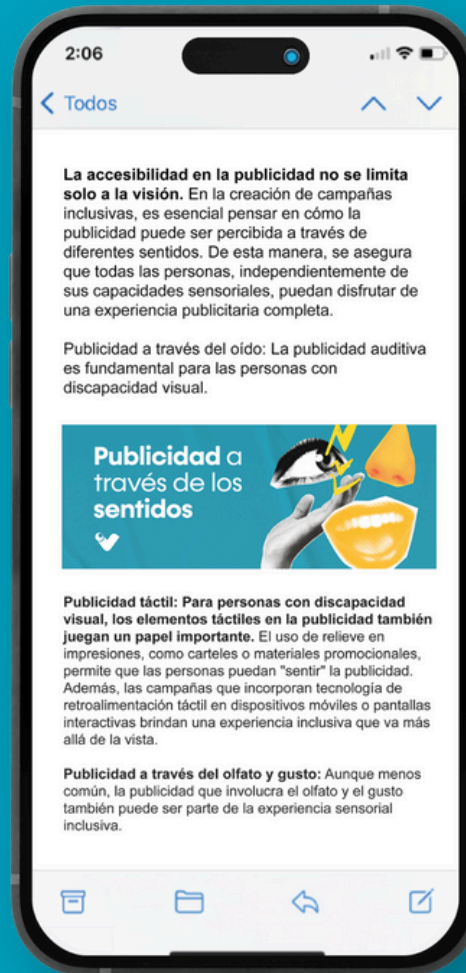 2:06
Todos
La accesibilidad en la publicidad no se limita
solo a la visión. En la creación de campañas
inclusivas, es esencial pensar en cómo la
publicidad puede ser percibida a través de
diferentes sentidos. De esta manera, se asegura
que todas las personas, independientemente de
sus capacidades sensoriales, puedan disfrutar de
una experiencia publicitaria completa.
Publicidad a través del oído: La publicidad auditiva
es fundamental para las personas con
discapacidad visual.
Publicidad a
través de los
sentidos
Publicidad táctil: Para personas con discapacidad
visual, los elementos táctiles en la publicidad también
juegan un papel importante. El uso de relieve en
impresiones, como carteles o materiales promocionales,
permite que las personas puedan "sentir" la publicidad.
Además, las campañas que incorporan tecnología de
retroalimentación táctil en dispositivos móviles o pantallas
interactivas brindan una experiencia inclusiva que va más
allá de la vista.
Publicidad a través del olfato y gusto: Aunque menos
común, la publicidad que involucra el olfato y el gusto
también puede ser parte de la experiencia sensorial
inclusiva.